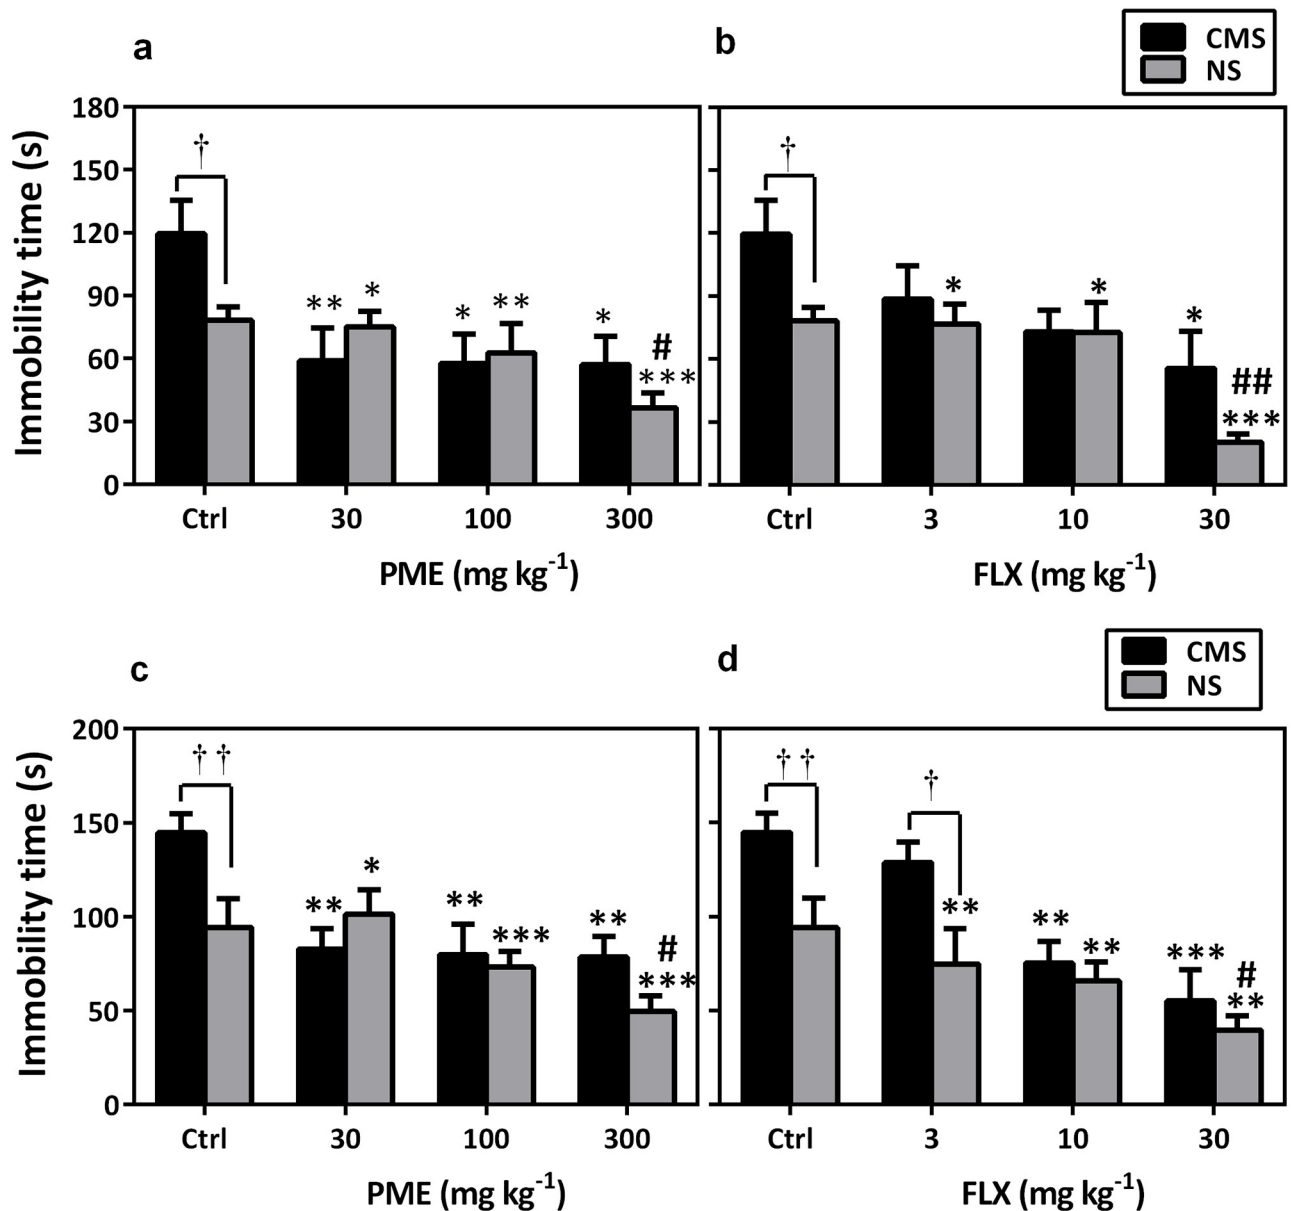 a
b
CMS
NS
Immobility time (s)
180
150
120
90
60
30
0
†
** *
* **
*
#
***
†
*
*
*
##
***
Ctrl 30 100 300
Ctrl 3 10 30
PME (mg kg-1)
FLX (mg kg-1)
c
d
CMS
NS
Immobility time (s)
200
150
100
50
0
† †
** *
** ***
**
#
***
† †
†
**
** **
***
#
**
Ctrl 30 100 300
Ctrl 3 10 30
PME (mg kg-1)
FLX (mg kg-1)